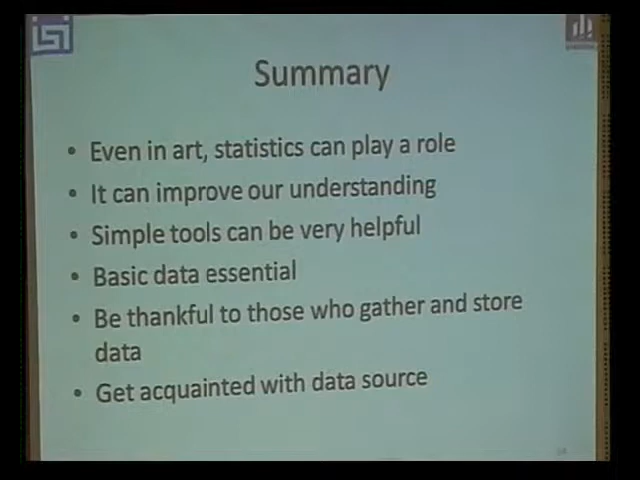 isi
Summary
• Even in art, statistics can play a role
• It can improve our understanding
• Simple tools can be very helpful
• Basic data essential
• Be thankful to those who gather and store
data
• Get acquainted with data source